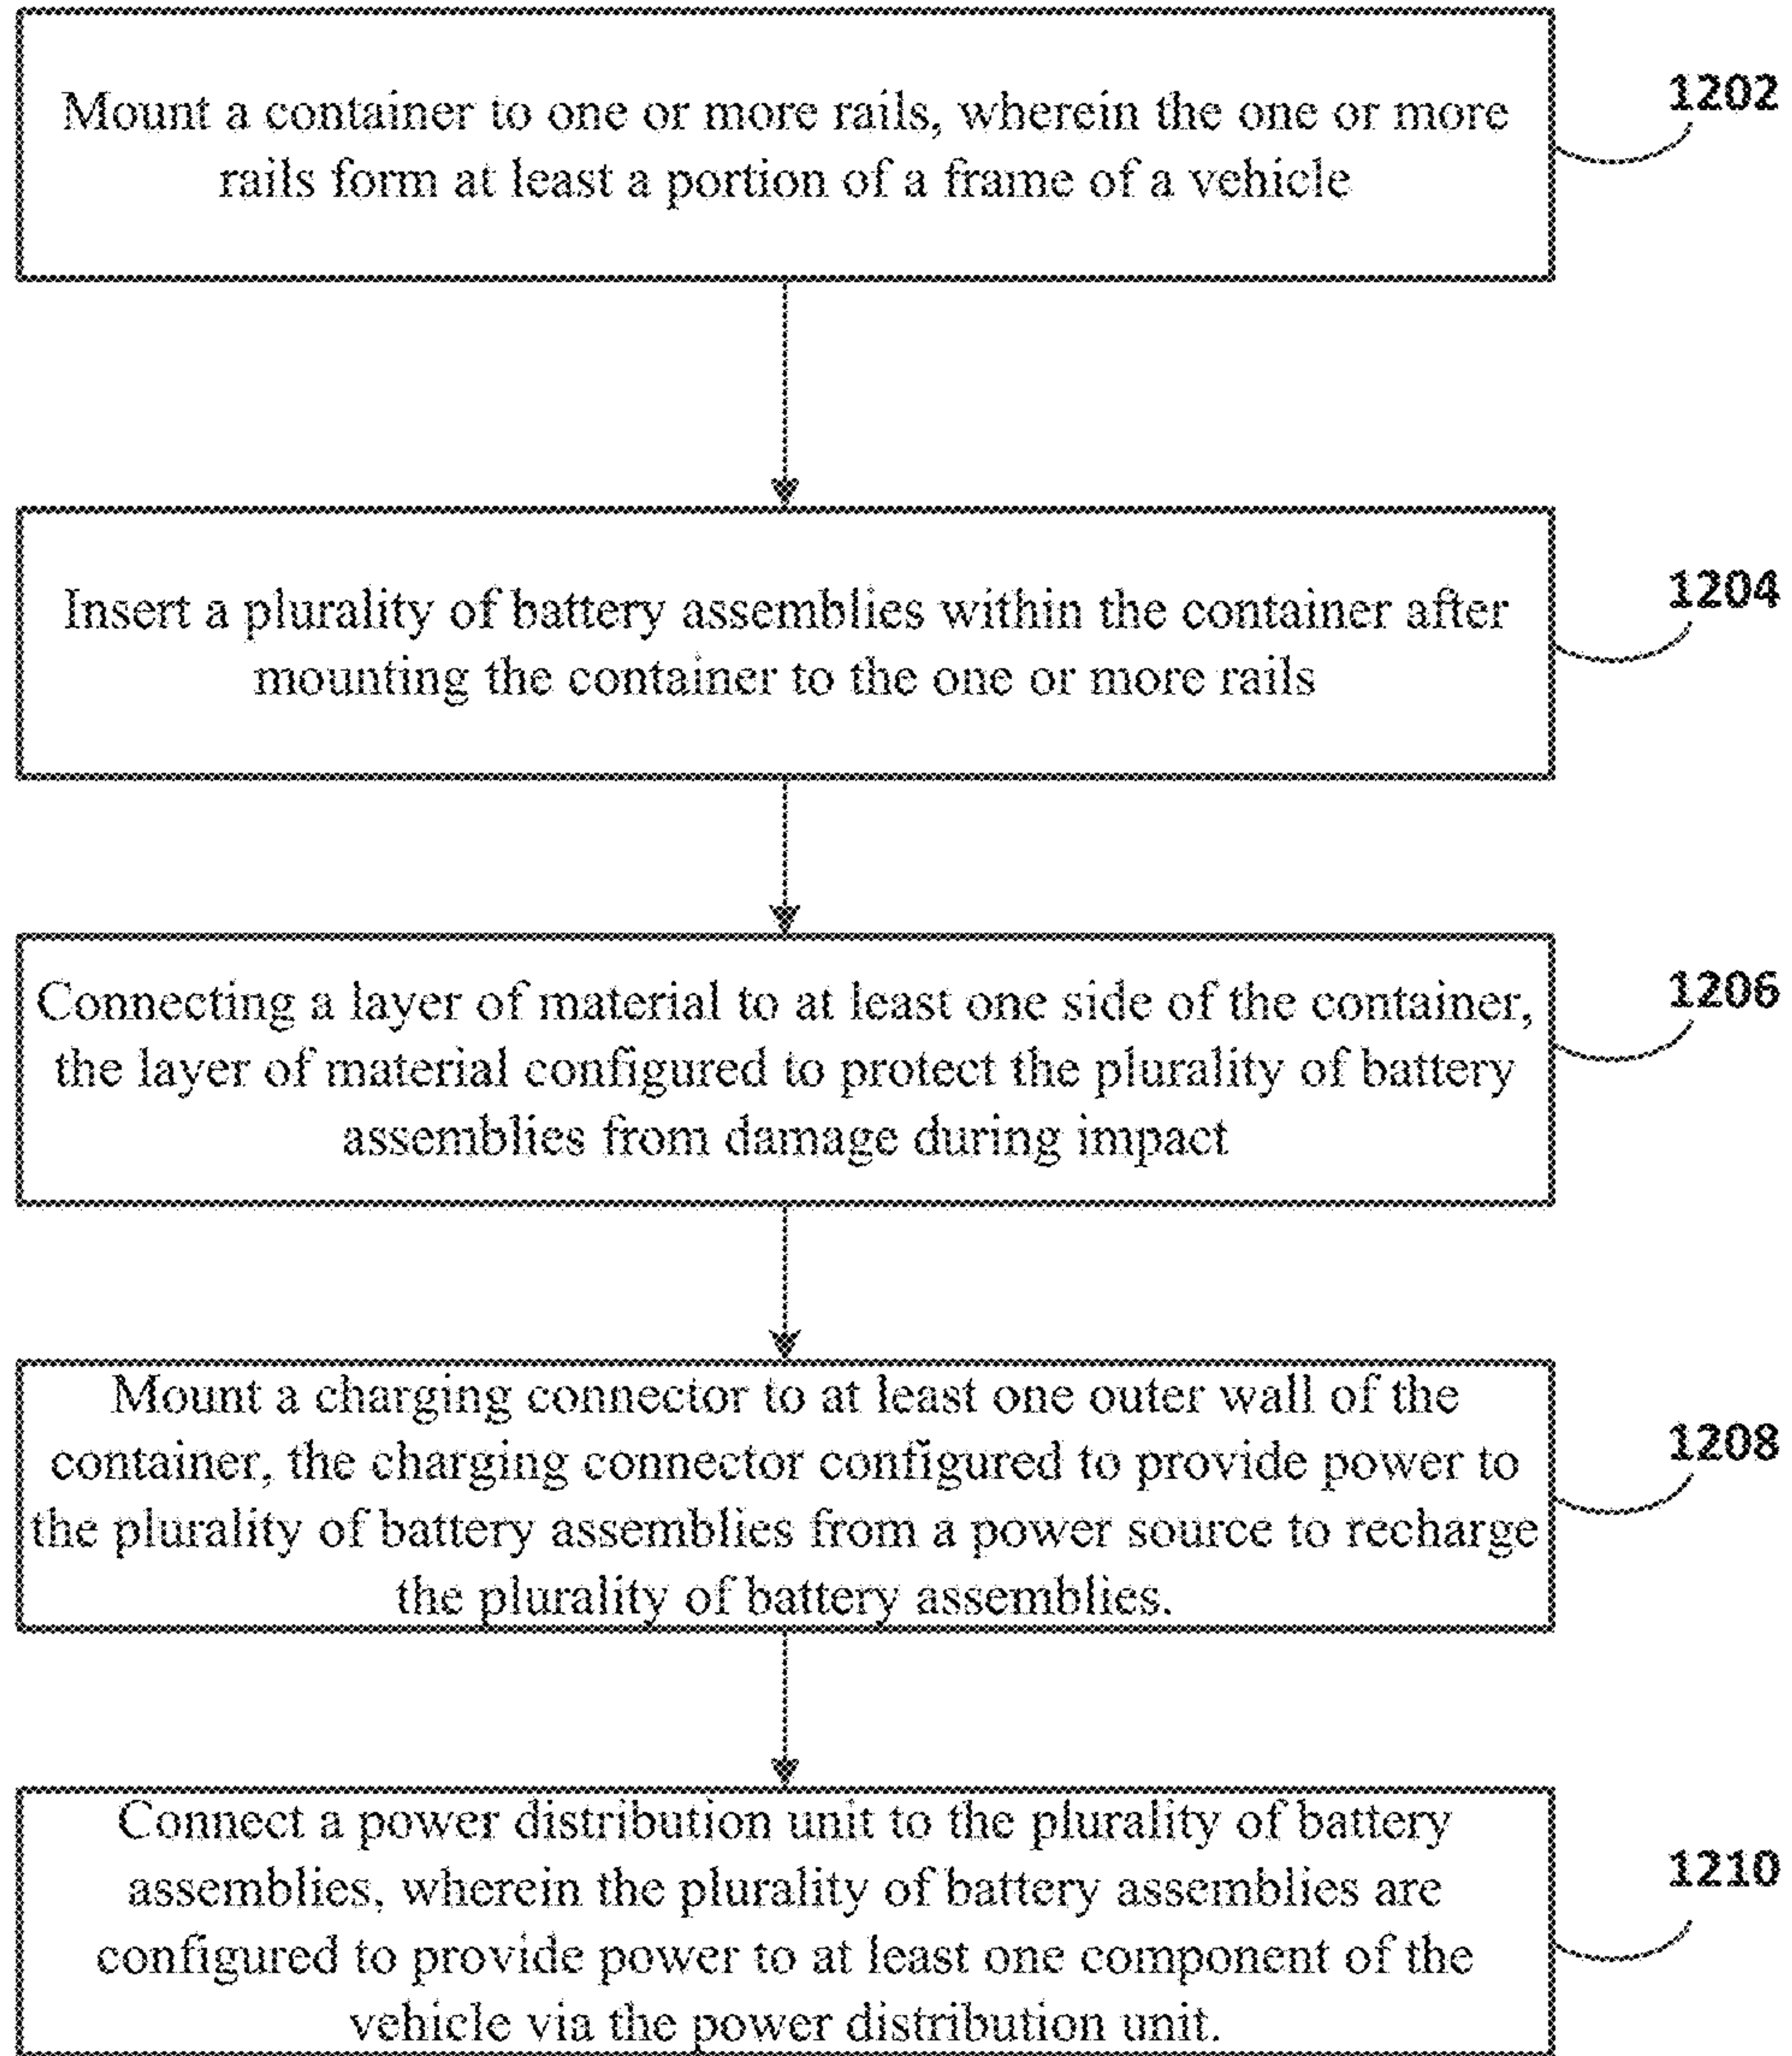 Mount a container to one or more rails, wherein the one or more
rails form at least a portion of a frame of a vehicle
1202
Insert a plurality of battery assemblies within the container after
mounting the container to the one or more rails
1204
Connecting a layer of material to at least one side of the container,
the layer of material configured to protect the plurality of battery
assemblies from damage during impact
1206
Mount a charging connector to at least one outer wall of the
container, the charging connector configured to provide power to
the plurality of battery assemblies from a power source to recharge
the plurality of battery assemblies.
1208
Connect a power distribution unit to the plurality of battery
assemblies, wherein the plurality of battery assemblies are
configured to provide power to at least one component of the
vehicle via the power distribution unit.
1210